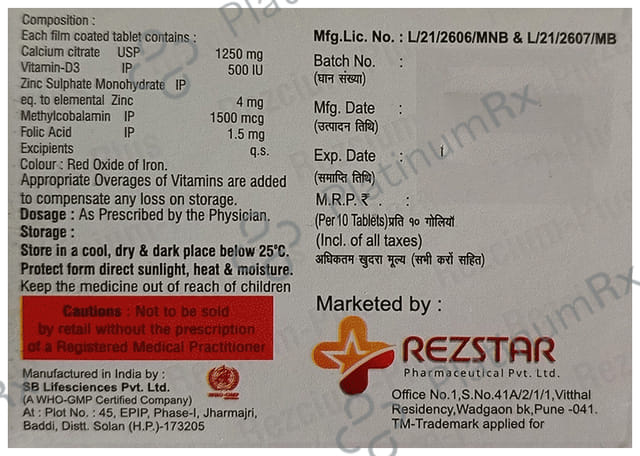 Composition :
Each film coated tablet contains :
Calcium citrate USP 1250 mg
Vitamin-D3 IP 500 IU
Zinc Sulphate Monohydrate IP
eq. to elemental Zinc 4 mg
Methylcobalamin IP 1500 mcg
Folic Acid IP 1.5 mg
Excipients q.s.
Colour : Red Oxide of Iron.
Appropriate Overages of Vitamins are added
to compensate any loss on storage.
Dosage : As Prescribed by the Physician.
Storage :
Store in a cool, dry & dark place below 25°C.
Protect form direct sunlight, heat & moisture.
Keep the medicine out of reach of children
Cautions : Not to be sold
by retail without the prescription
of a Registered Medical Practitioner
Manufactured in India by :
SB Lifesciences Pvt. Ltd.
(A WHO-GMP Certified Company)
At : Plot No. : 45, EPIP, Phase-I, Jharmajri,
Baddi, Distt. Solan (H.P.)-173205
WHO-GMP
Mfg.Lic. No. : L/21/2606/MNB & L/21/2607/MB
Batch No. :
(घान संख्या)
Mfg. Date :
(उत्पादन तिथि)
Exp. Date :
(समाप्ति तिथि)
M.R.P. ₹ :
(Per 10 Tablets)प्रति १० गोलियाँ
(Incl. of all taxes)
अधिकतम खुदरा मूल्य (सभी करों सहित)
Marketed by :
REZSTAR
Pharmaceutical Pvt. Ltd.
Office No.1,S.No.41A/2/1/1,Vitthal
Residency,Wadgaon bk,Pune -041.
TM-Trademark applied for
PlatinumRx